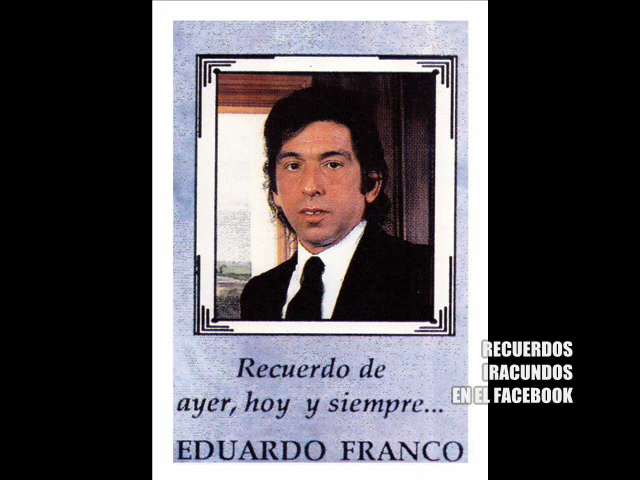 Recuerdo de
ayer, hoy y siempre...
EDUARDO FRANCO
RECUERDOS
IRACUNDOS
EN EL FACEBOOK